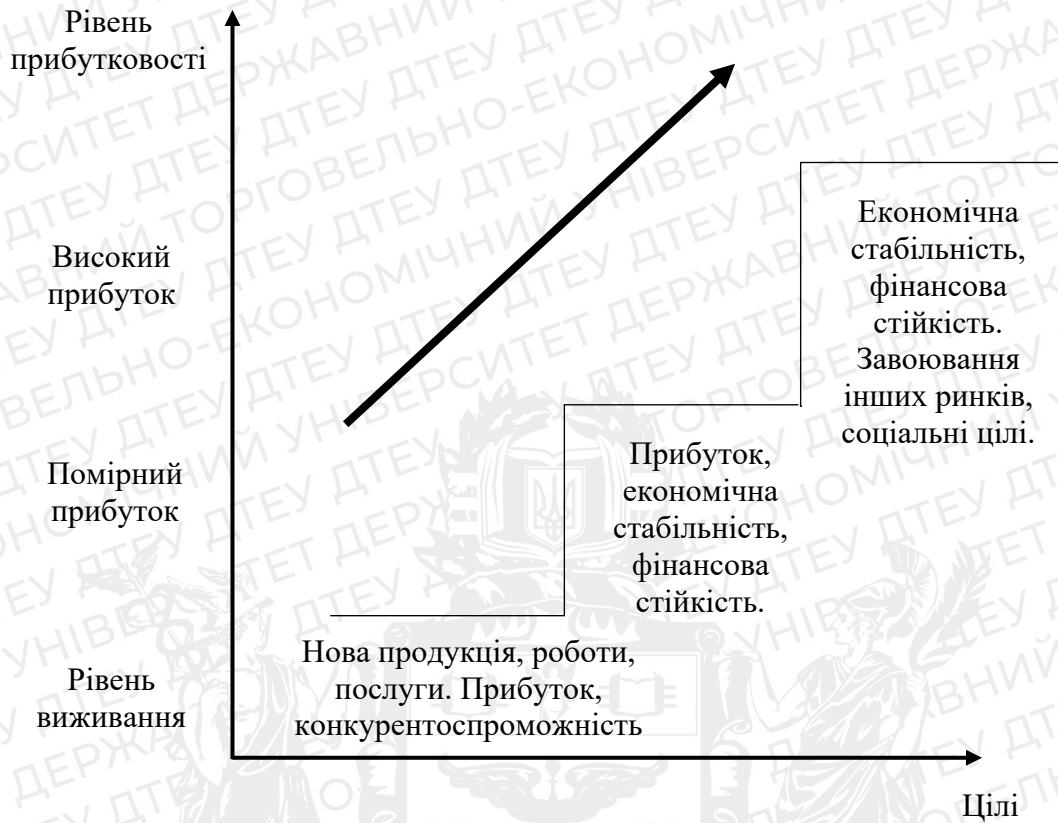 Рівень
прибутковості
Високий
прибуток
Помірний
прибуток
Рівень
виживання
Економічна
стабільність,
фінансова
стійкість.
Завоювання
інших ринків,
соціальні цілі.
Прибуток,
економічна
стабільність,
фінансова
стійкість.
Нова продукція, роботи,
послуги. Прибуток,
конкурентоспроможність
Цілі